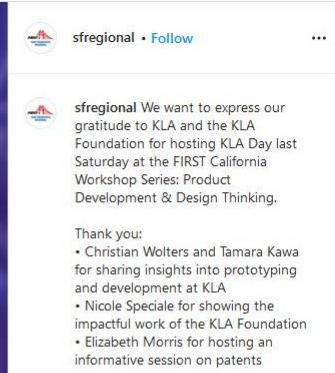 sfregional • Follow
sfregional We want to express our
gratitude to KLA and the KLA
Foundation for hosting KLA Day last
Saturday at the FIRST California
Workshop Series: Product
Development & Design Thinking.
Thank you:
• Christian Wolters and Tamara Kawa
for sharing insights into prototyping
and development at KLA
• Nicole Speciale for showing the
impactful work of the KLA Foundation
• Elizabeth Morris for hosting an
informative session on patents